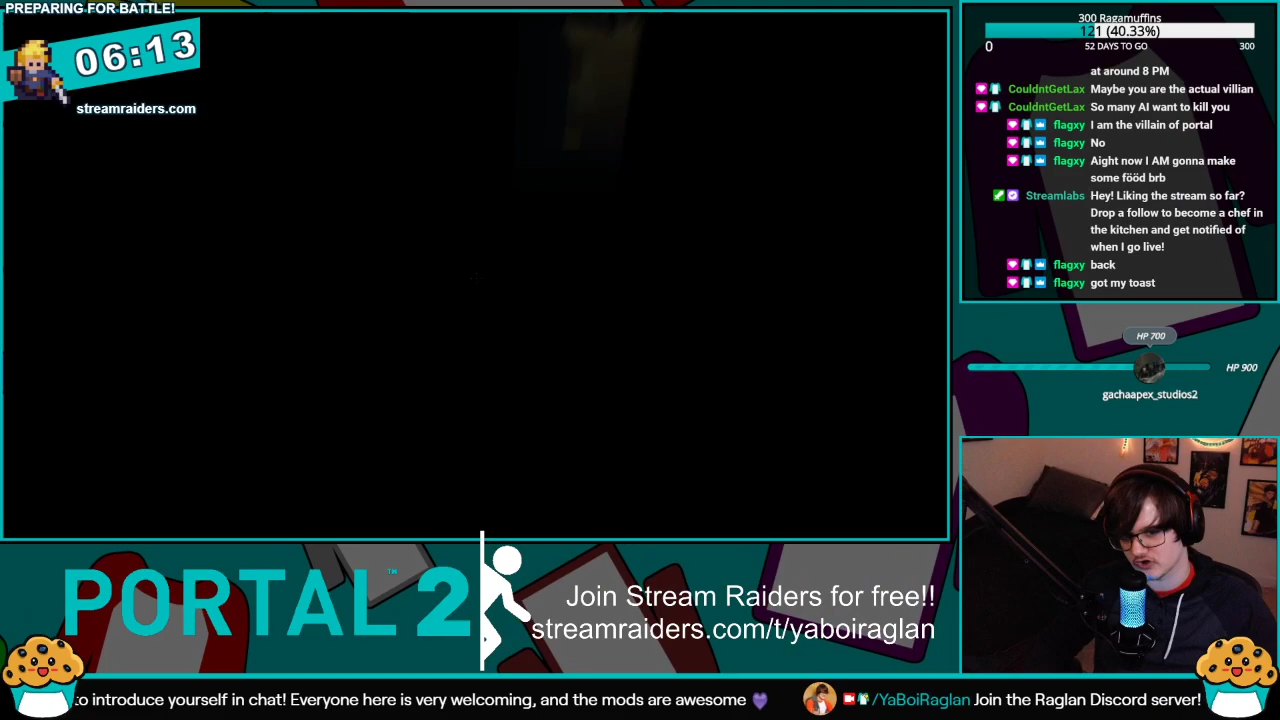 PREPARING FOR BATTLE!
06:13
streamraiders.com
300 Ragamuffins
121 (40.33%)
0
52 DAYS TO GO
300
at around 8 PM
CouldntGetLax Maybe you are the actual villian
CouldntGetLax So many AI want to kill you
flagxy I am the villain of portal
flagxy No
flagxy Aight now I AM gonna make
some fööd brb
Streamlabs Hey! Liking the stream so far?
Drop a follow to become a chef in
the kitchen and get notified of
when I go live!
flagxy back
flagxy got my toast
HP 700
HP 900
gachaapex_studios2
PORTAL™ 2
Join Stream Raiders for free!!
streamraiders.com/t/yaboiraglan
to introduce yourself in chat! Everyone here is very welcoming, and the mods are awesome 💜
/YaBoiRaglan Join the Raglan Discord server!